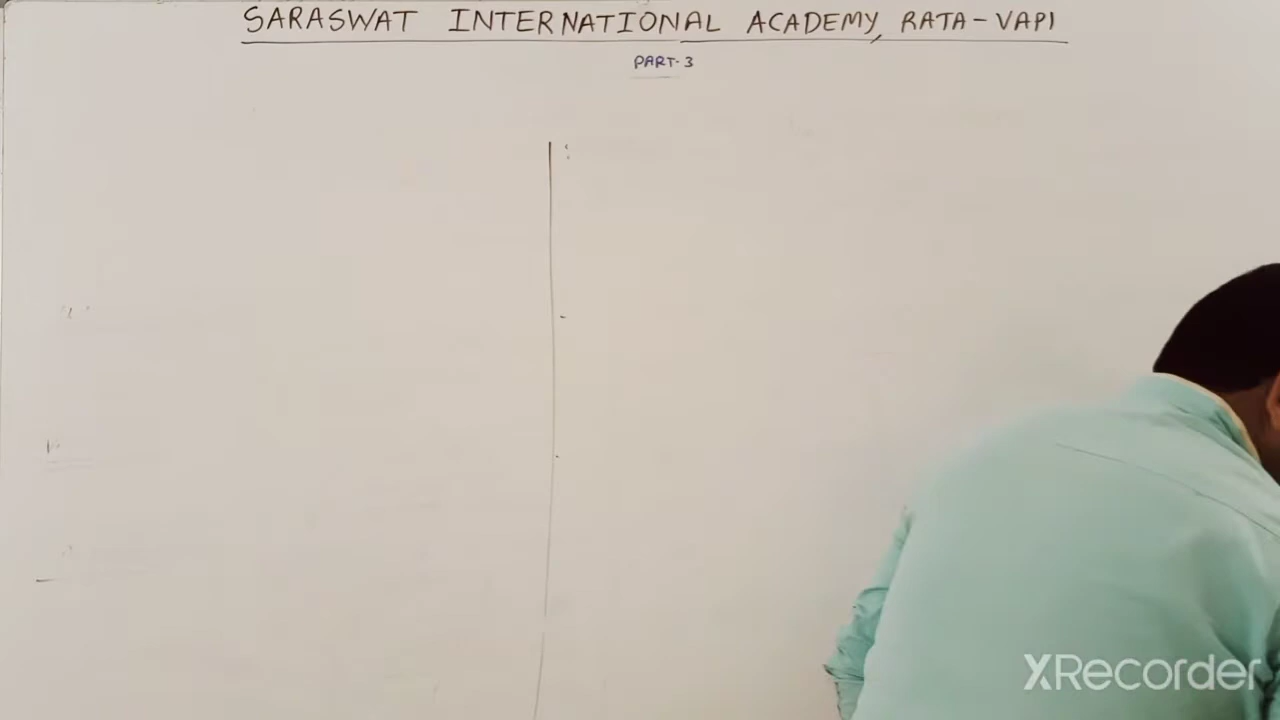 SARASWAT INTERNATIONAL ACADEMY, RATA - VAPI
PART-3
XRecorder